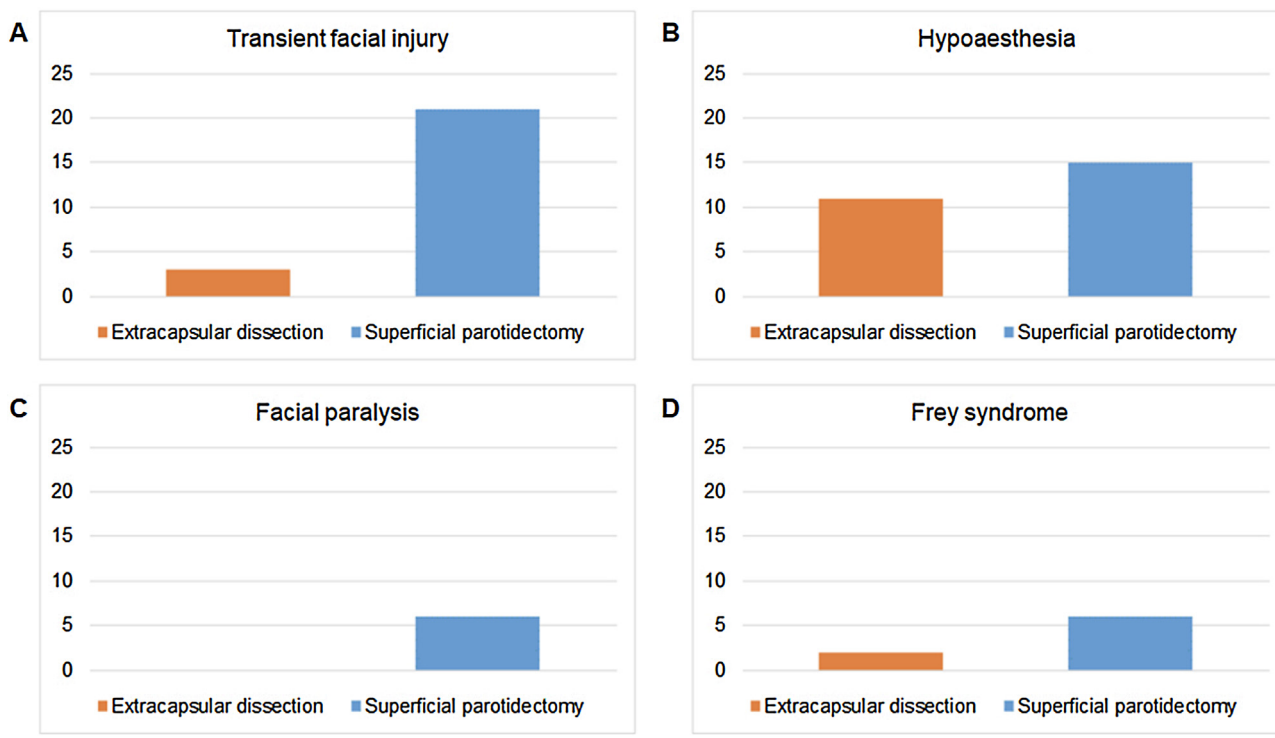 A
Transient facial injury
25
20
15
10
5
0
Extracapsular dissection Superficial parotidectomy
B
Hypoaesthesia
25
20
15
10
5
0
Extracapsular dissection Superficial parotidectomy
C
Facial paralysis
25
20
15
10
5
0
Extracapsular dissection Superficial parotidectomy
D
Frey syndrome
25
20
15
10
5
0
Extracapsular dissection Superficial parotidectomy